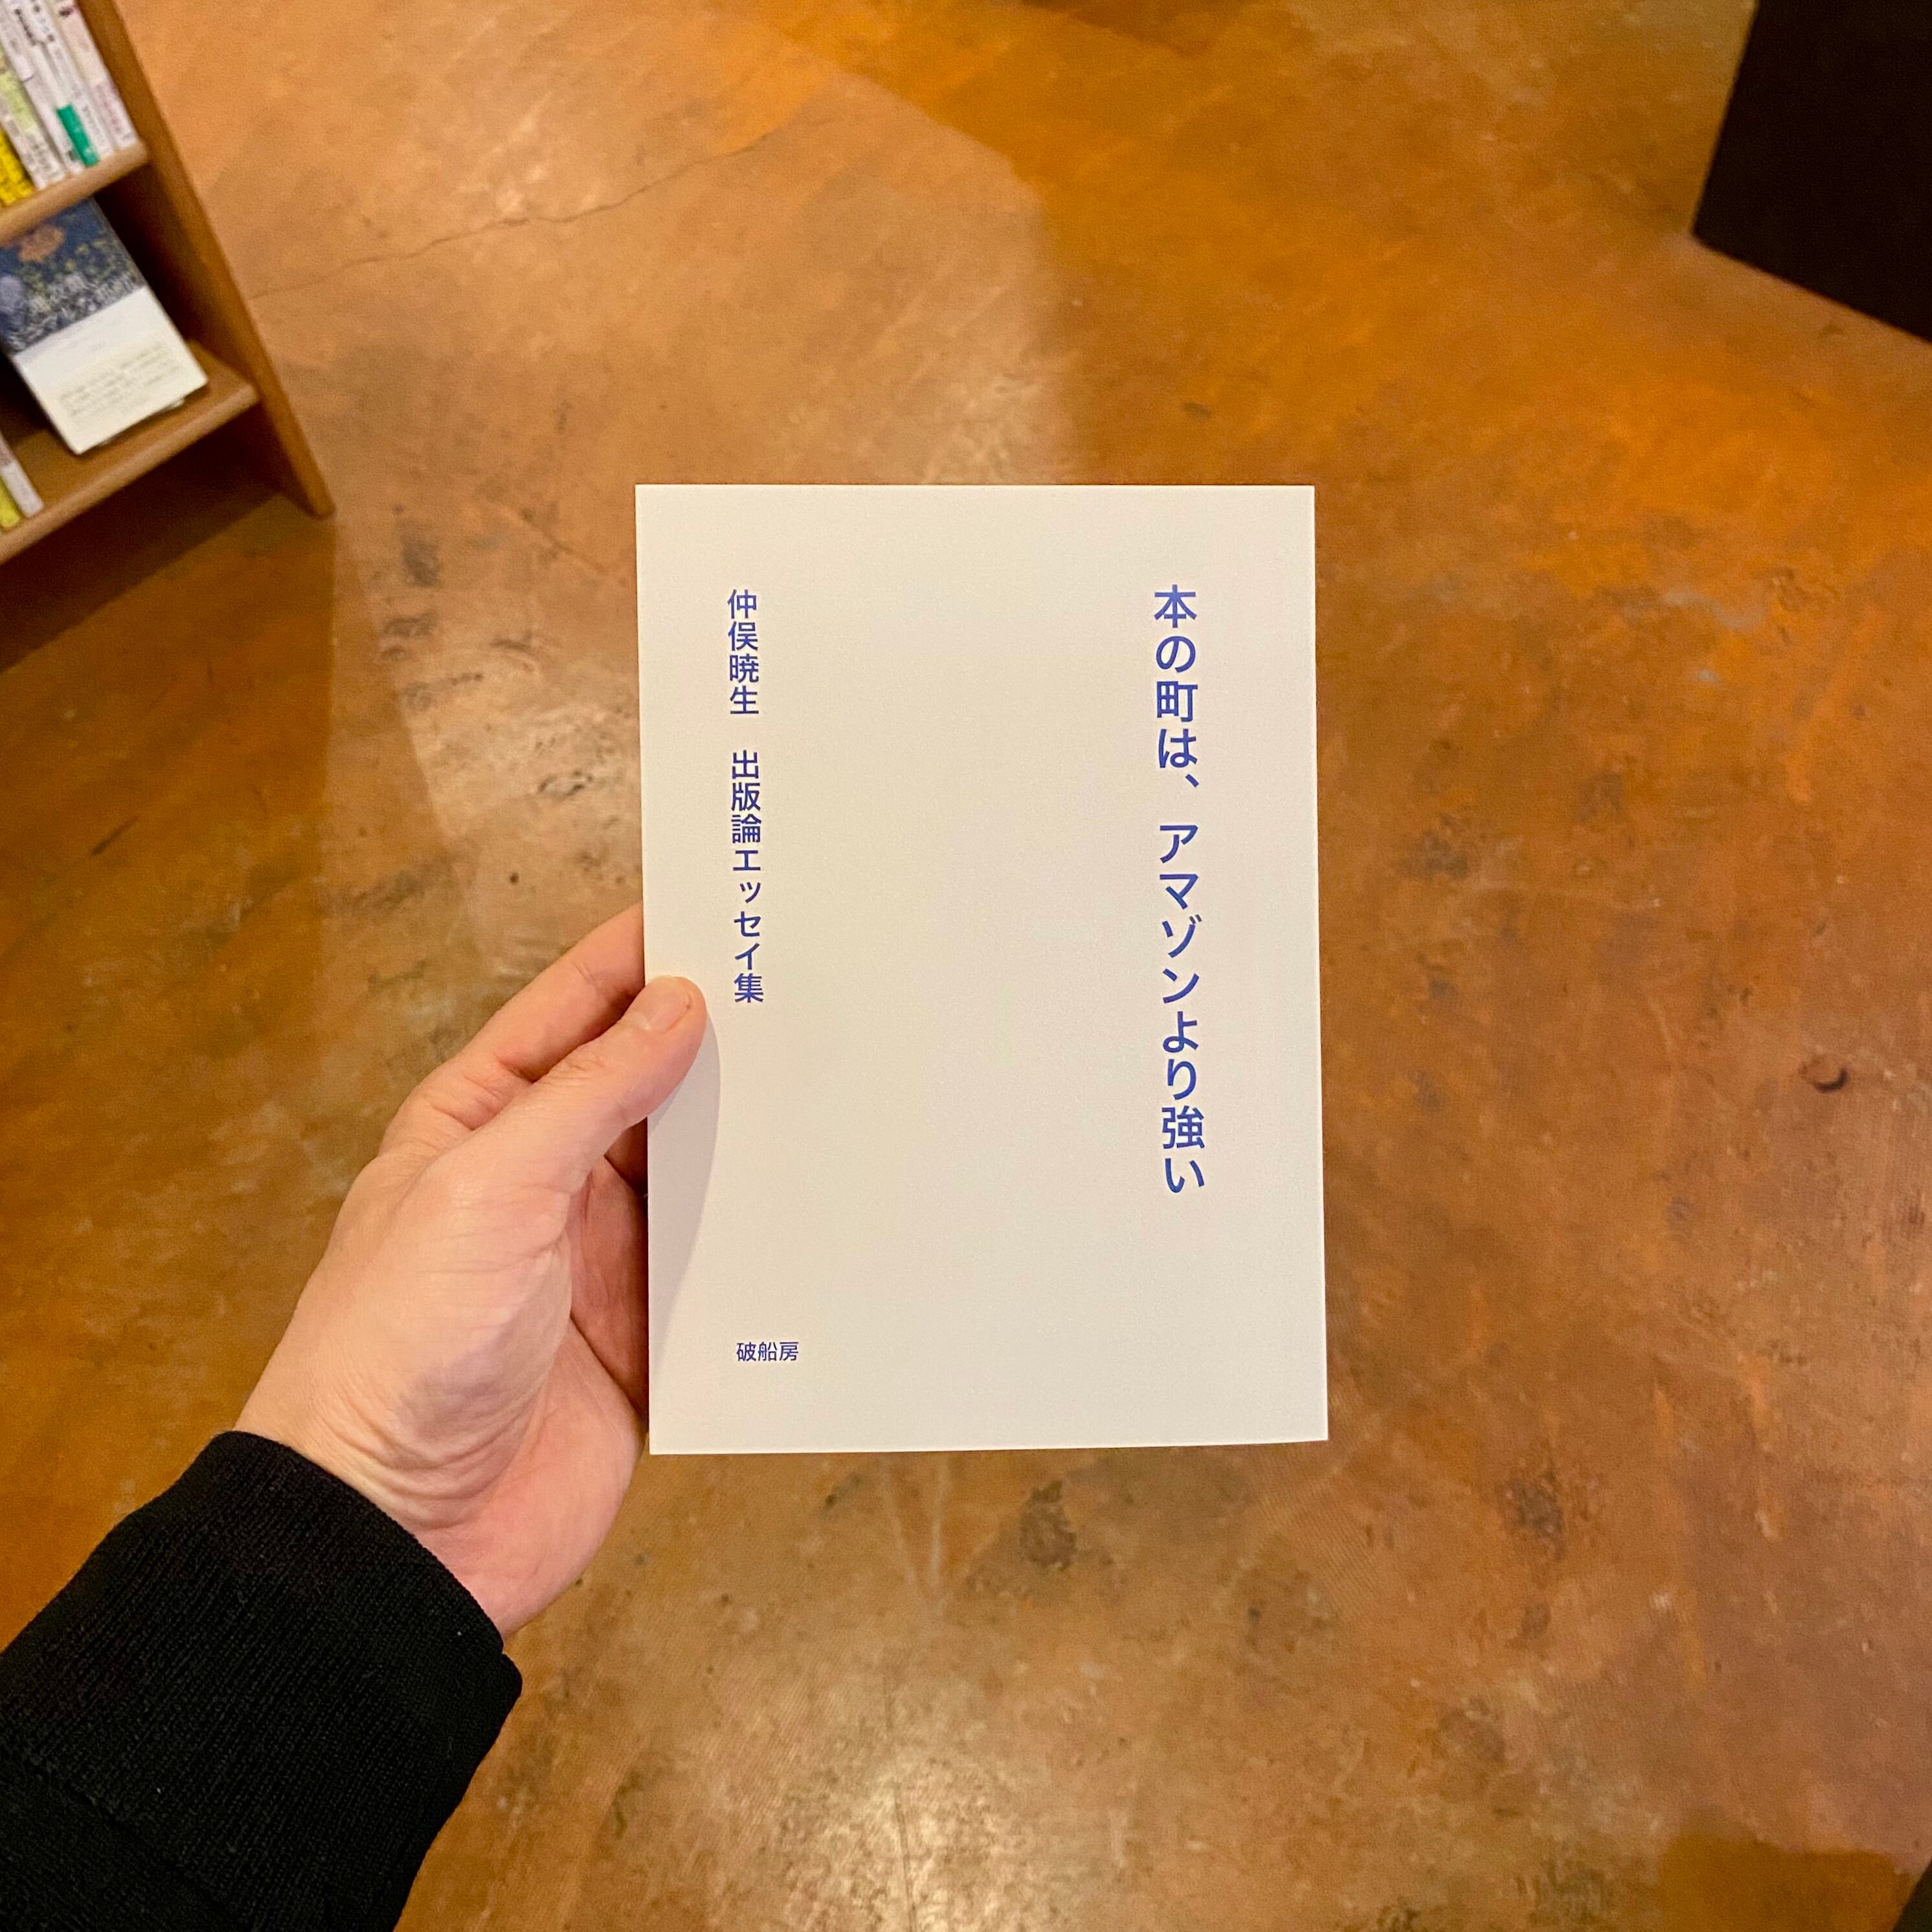 本の町は、アマゾンより強い
仲俣暁生　出版論エッセイ集
破船房